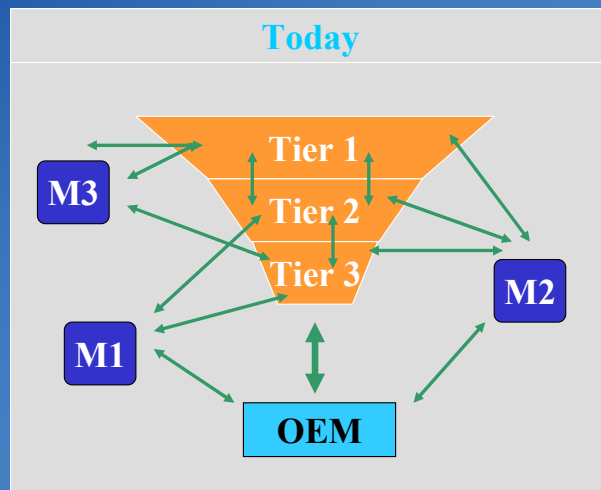 Today
Tier 1
M3
Tier 2
Tier 3
M2
M1
OEM